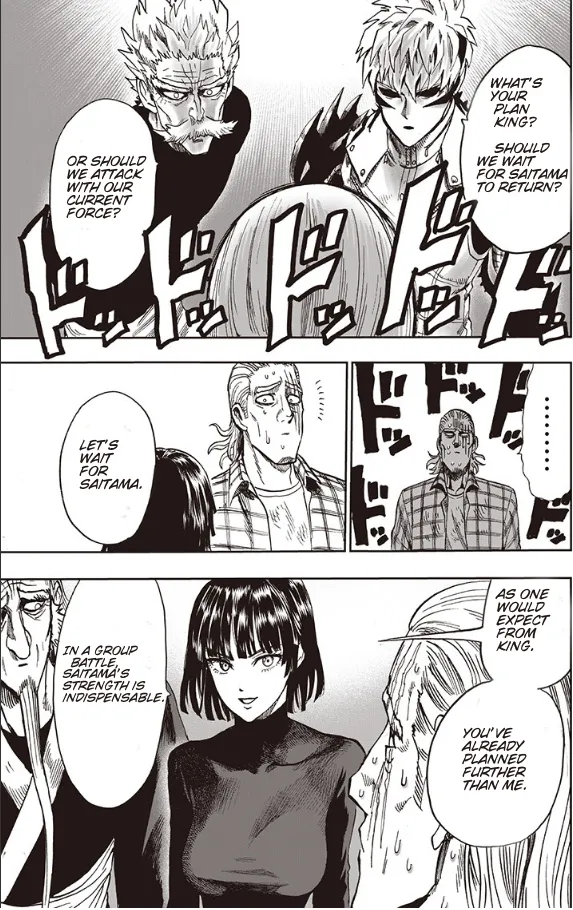 WHAT'S
YOUR
PLAN
KING?
SHOULD
WE WAIT
FOR SAITAMA
TO RETURN?
OR SHOULD
WE ATTACK
WITH OUR
CURRENT
FORCE?
ドッドッドッドッドッ
.........
ドッ
ドッ
ドッ
ドッ
ドッ
LET'S
WAIT
FOR
SAITAMA.
AS ONE
WOULD
EXPECT
FROM
KING.
YOU'VE
ALREADY
PLANNED
FURTHER
THAN ME.
IN A GROUP
BATTLE,
SAITAMA'S
STRENGTH IS
INDISPENSABLE.